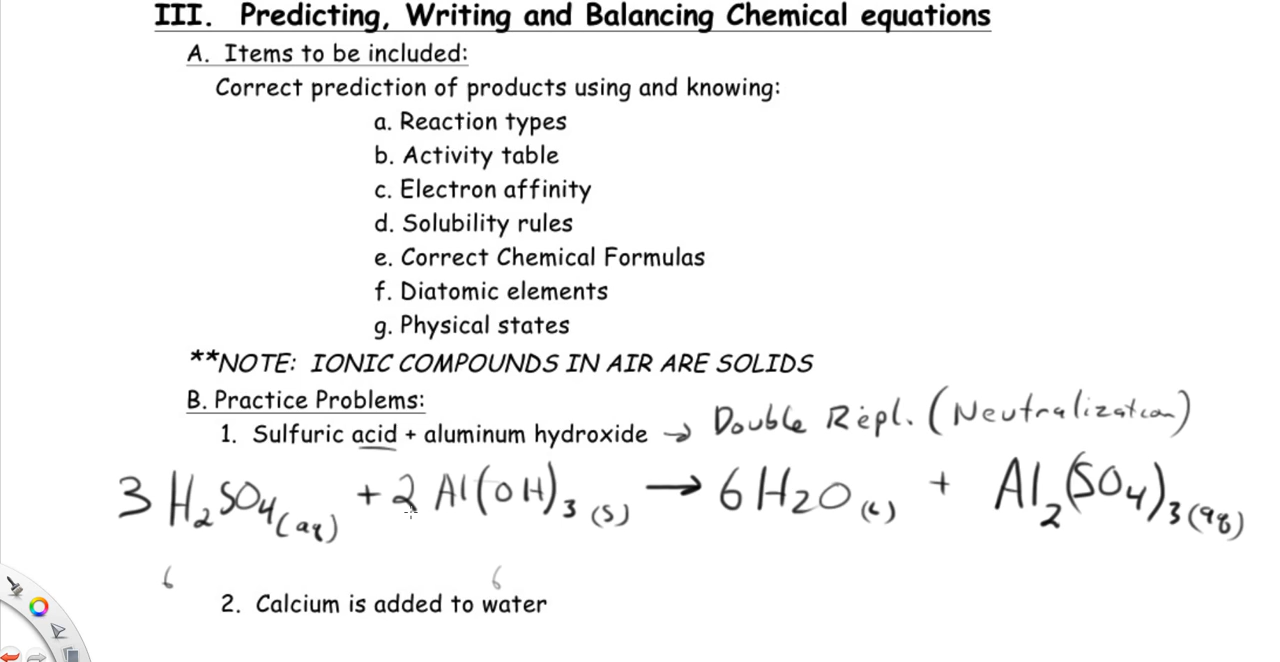 III. Predicting, Writing and Balancing Chemical equations
A. Items to be included:
Correct prediction of products using and knowing:
a. Reaction types
b. Activity table
c. Electron affinity
d. Solubility rules
e. Correct Chemical Formulas
f. Diatomic elements
g. Physical states
**NOTE: IONIC COMPOUNDS IN AIR ARE SOLIDS
B. Practice Problems:
1. Sulfuric acid + aluminum hydroxide → Double Repl. (Neutralization)
3 H₂SO₄(aq) + 2 Al(OH)₃(s) → 6 H₂O(l) + Al₂(SO₄)₃(aq)
6 6
2. Calcium is added to water